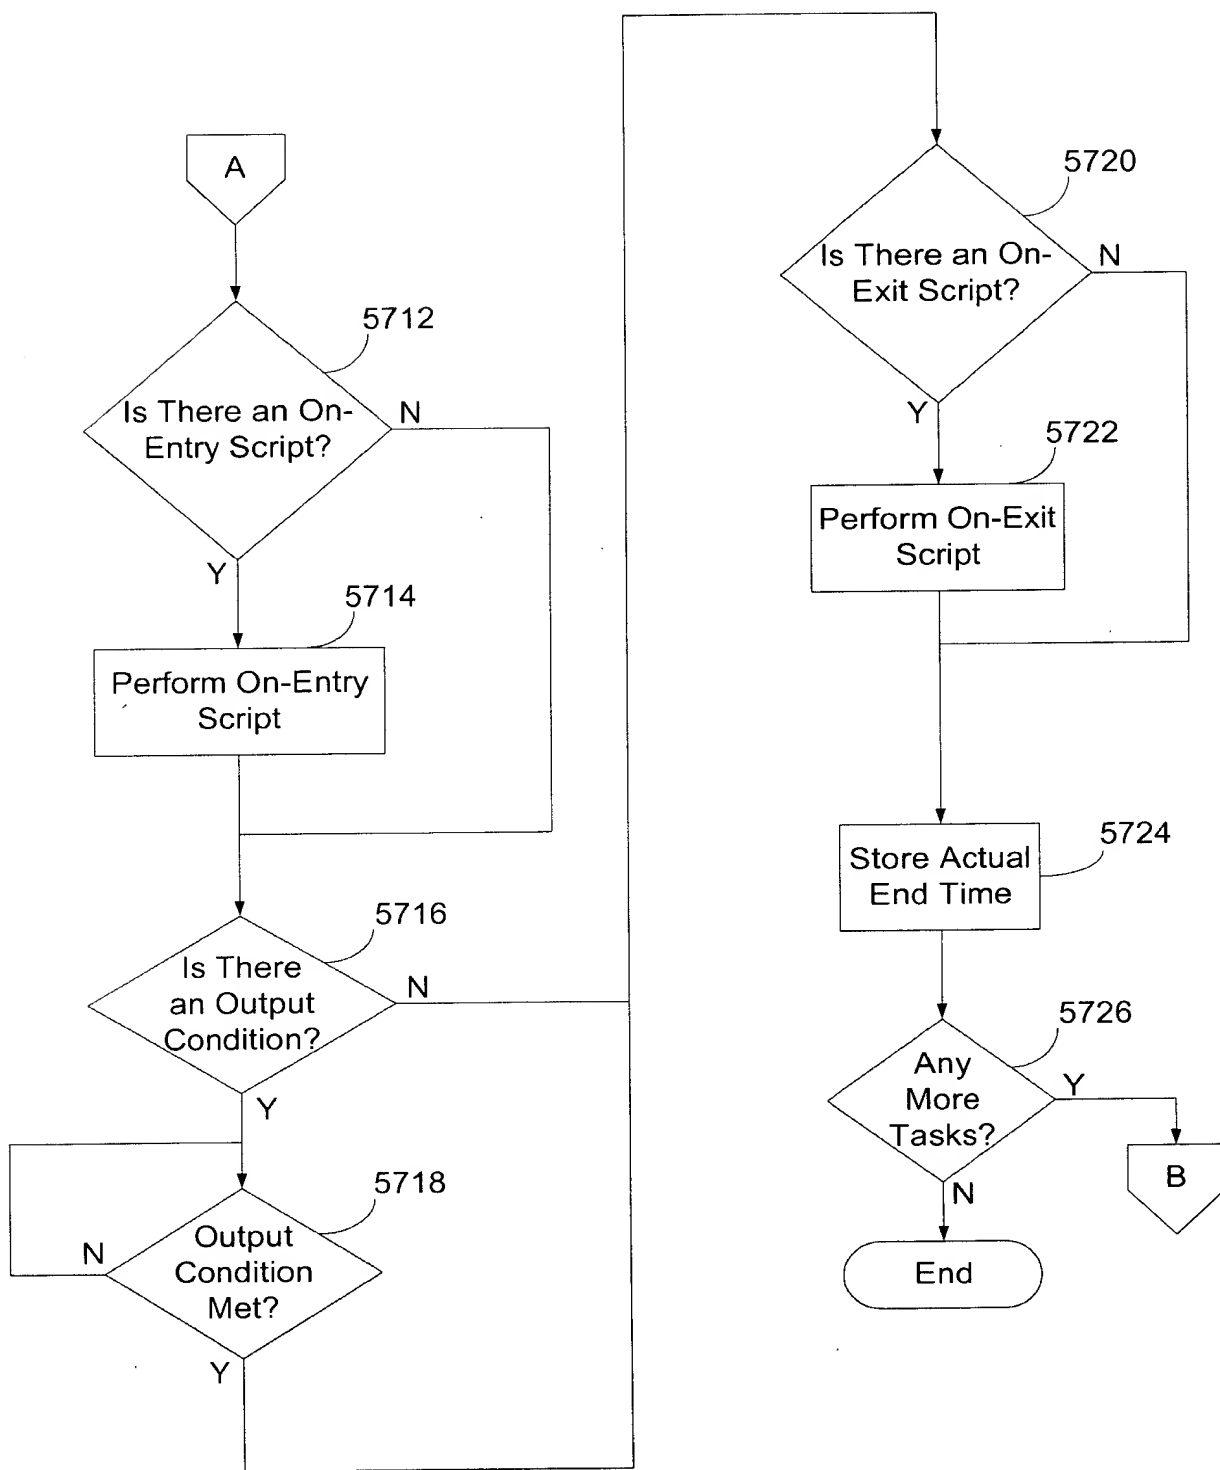 A
5712
Is There an On-
Entry Script?
N
Y
5714
Perform On-Entry
Script
5716
Is There
an Output
Condition?
N
Y
5718
Output
Condition
Met?
N
Y
5720
Is There an On-
Exit Script?
N
Y
5722
Perform On-Exit
Script
5724
Store Actual
End Time
5726
Any
More
Tasks?
Y
B
N
End